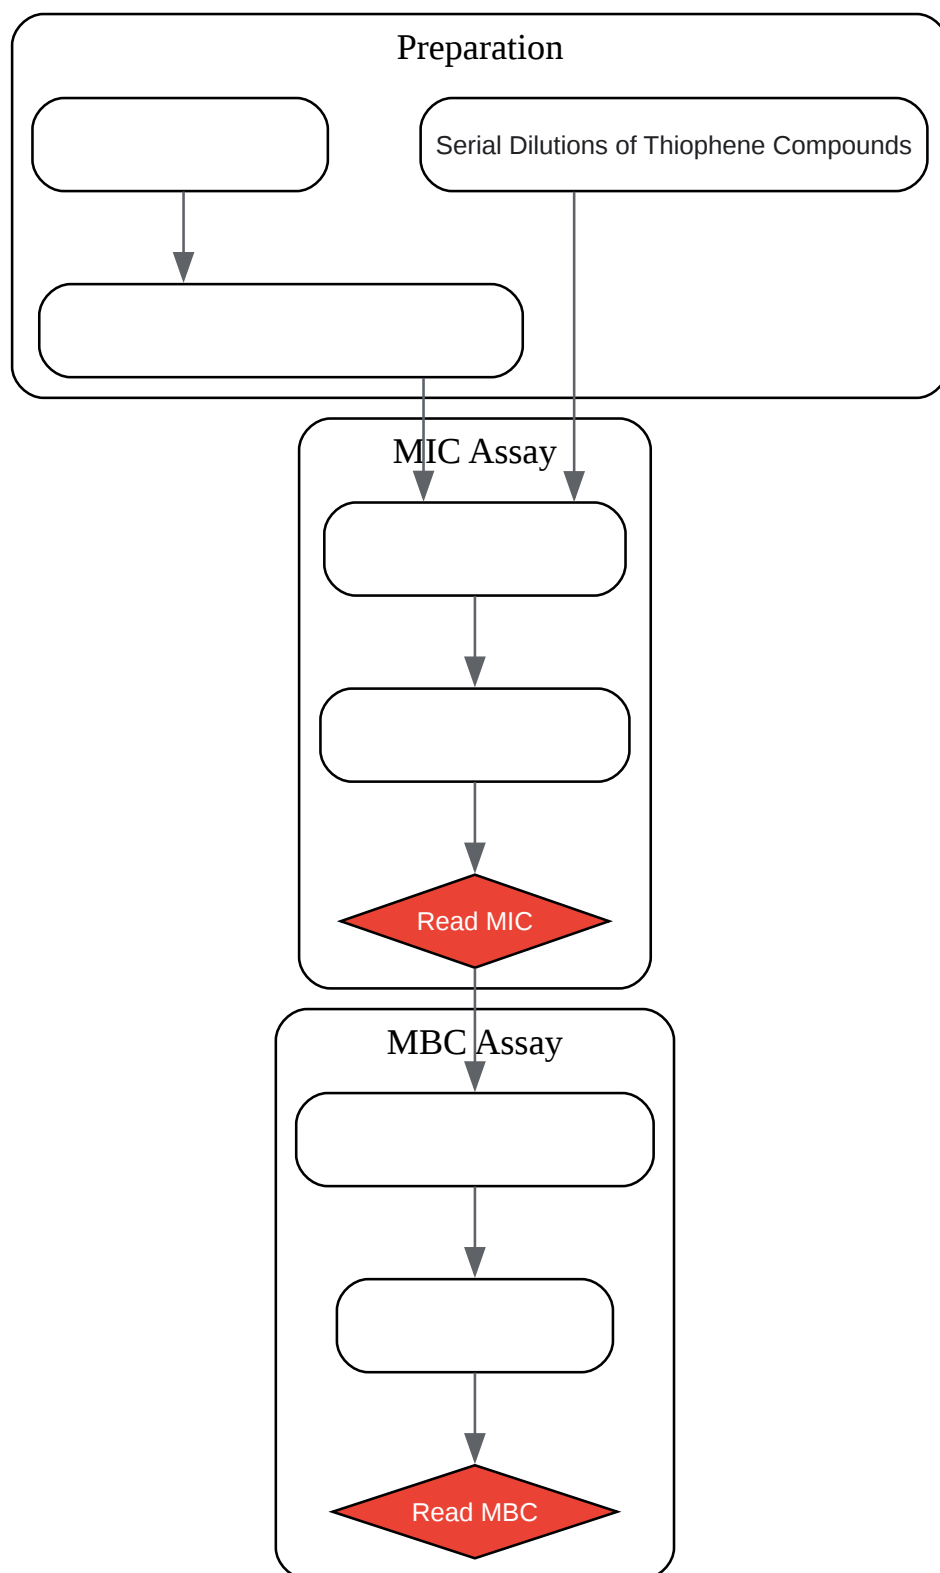 Preparation
Serial Dilutions of Thiophene Compounds
MIC Assay
Read MIC
MBC Assay
Read MBC